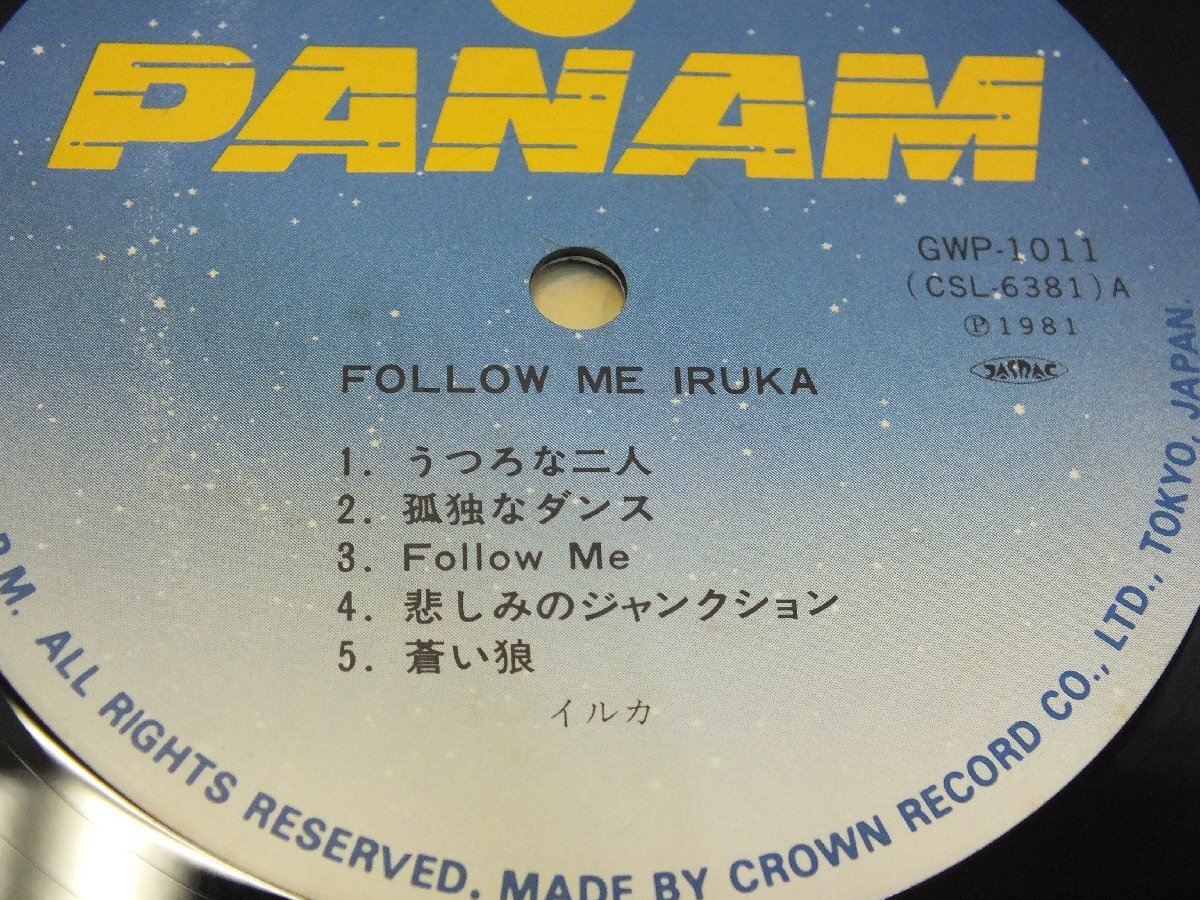 PANAM
GWP-1011
(CSL-6381) A
Ⓟ1981
JASRAC
FOLLOW ME IRUKA
1. うつろな二人
2. 孤独なダンス
3. Follow Me
4. 悲しみのジャンクション
5. 蒼い狼
イルカ
ALL RIGHTS RESERVED. MADE BY CROWN RECORD CO., LTD., TOKYO, JAPAN.